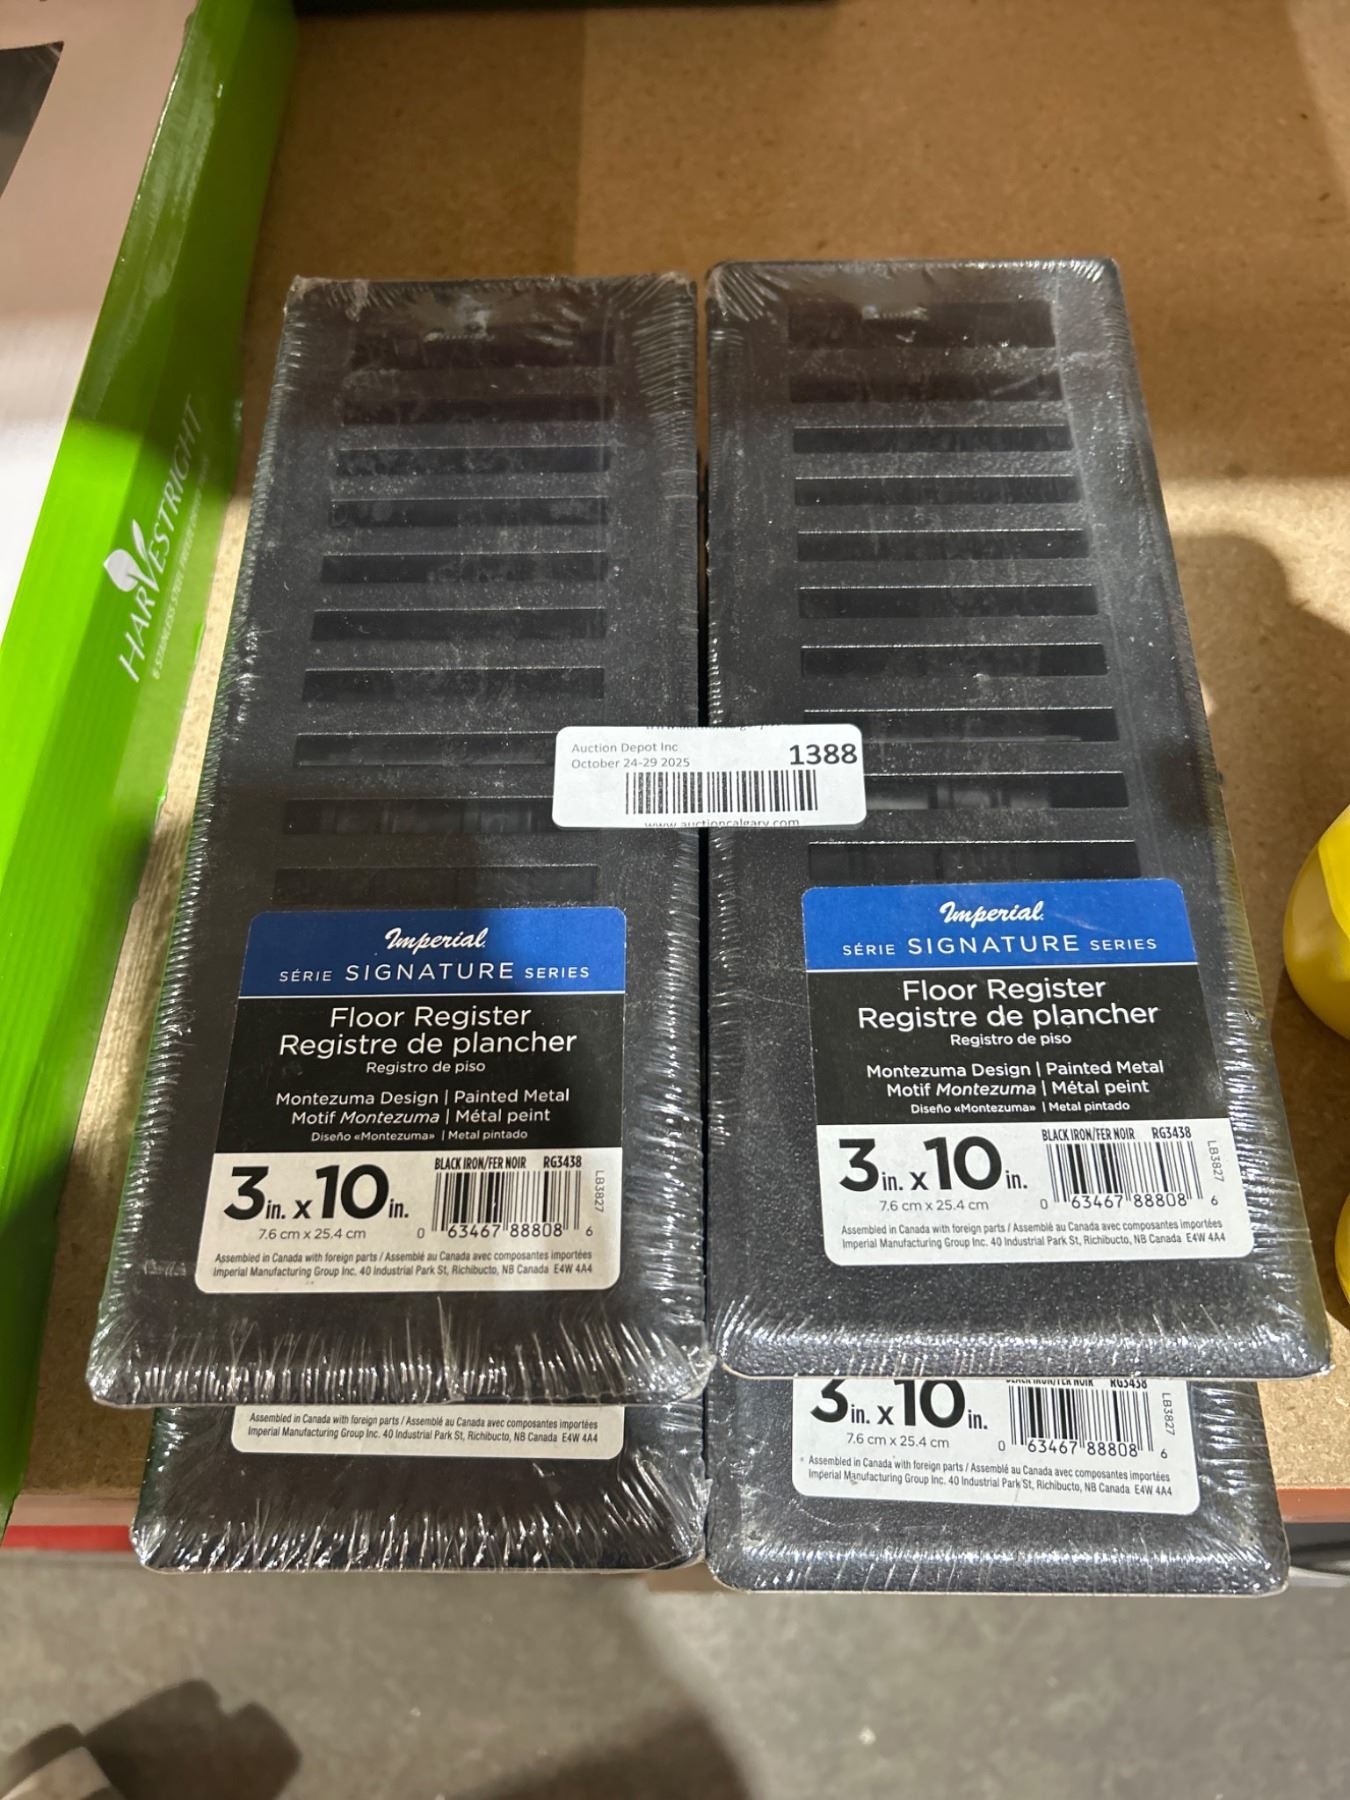 HARVESTRIGHT
Auction Depot Inc
October 24-29 2025
1388
www.auctioncalgary.com
Imperial
SÉRIE SIGNATURE SERIES
Floor Register
Registre de plancher
Registro de piso
Montezuma Design | Painted Metal
Motif Montezuma | Métal peint
Diseño «Montezuma» | Metal pintado
3in. x 10in.
7.6 cm x 25.4 cm
BLACK IRON/FER NOIR RG3438
0 63467 88808 6
LB3827
Assembled in Canada with foreign parts / Assemblé au Canada avec composantes importées
Imperial Manufacturing Group Inc. 40 Industrial Park St, Richibucto, NB Canada E4W 4A4
Imperial
SÉRIE SIGNATURE SERIES
Floor Register
Registre de plancher
Registro de piso
Montezuma Design | Painted Metal
Motif Montezuma | Métal peint
Diseño «Montezuma» | Metal pintado
3in. x 10in.
7.6 cm x 25.4 cm
BLACK IRON/FER NOIR RG3438
0 63467 88808 6
LB3827
Assembled in Canada with foreign parts / Assemblé au Canada avec composantes importées
Imperial Manufacturing Group Inc. 40 Industrial Park St, Richibucto, NB Canada E4W 4A4
Assembled in Canada with foreign parts / Assemblé au Canada avec composantes importées
Imperial Manufacturing Group Inc. 40 Industrial Park St, Richibucto, NB Canada E4W 4A4
3in. x 10in.
7.6 cm x 25.4 cm
BLACK IRON/FER NOIR RG3438
0 63467 88808 6
LB3827
Assembled in Canada with foreign parts / Assemblé au Canada avec composantes importées
Imperial Manufacturing Group Inc. 40 Industrial Park St, Richibucto, NB Canada E4W 4A4